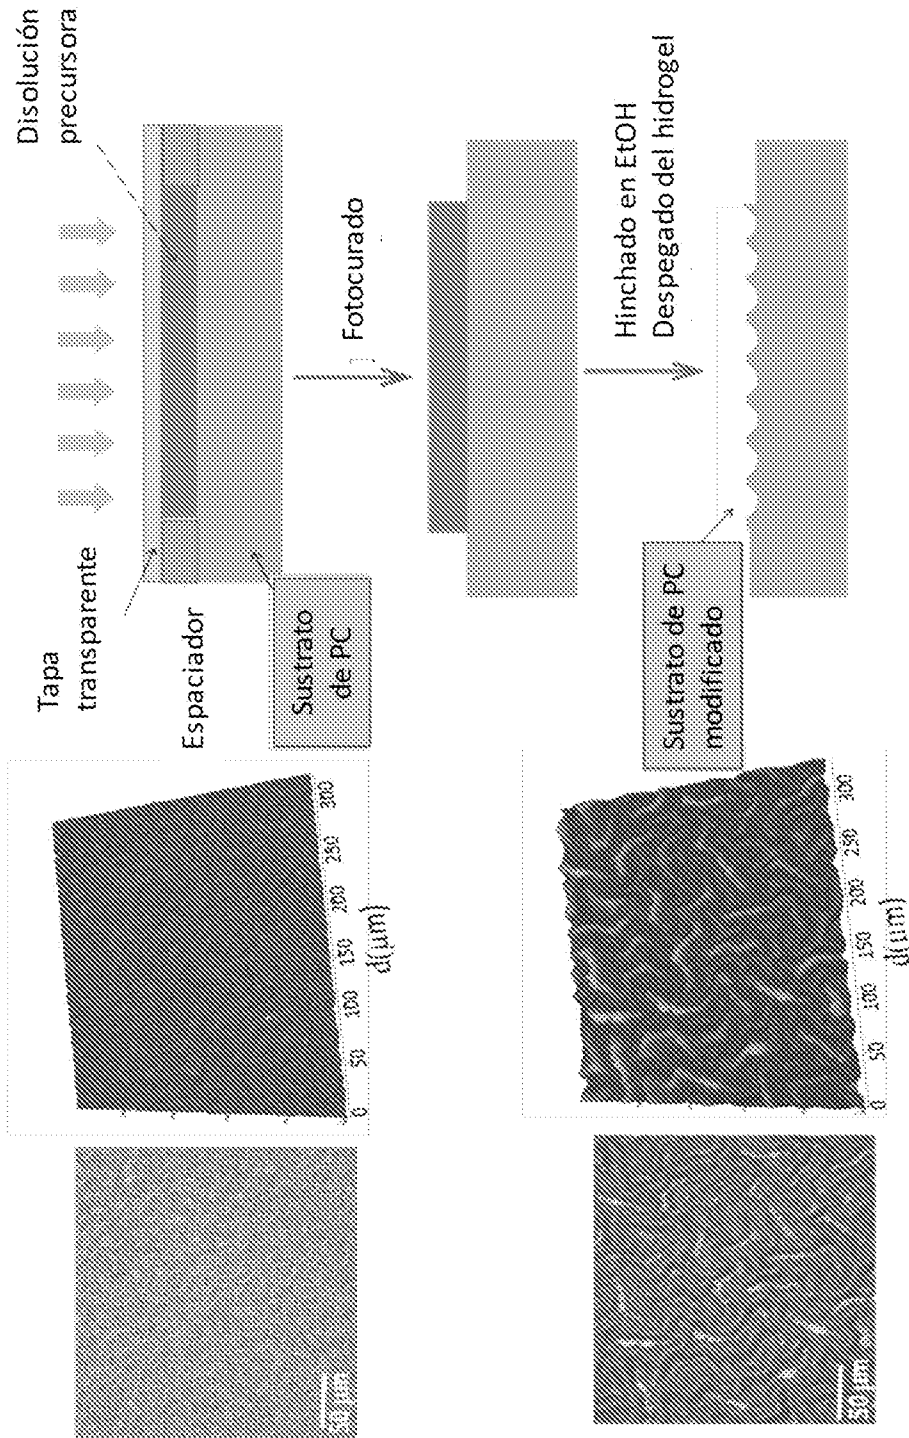 Disolución
precursora
Tapa
transparente
Espaciador
Sustrato
de PC
Fotocurado
Hinchado en EtOH
Despegado del hidrogel
Sustrato de PC
modificado
0 50 100 150 200 250 300
d(µm)
50 µm
0 50 100 150 200 250 300
d(µm)
50 µm